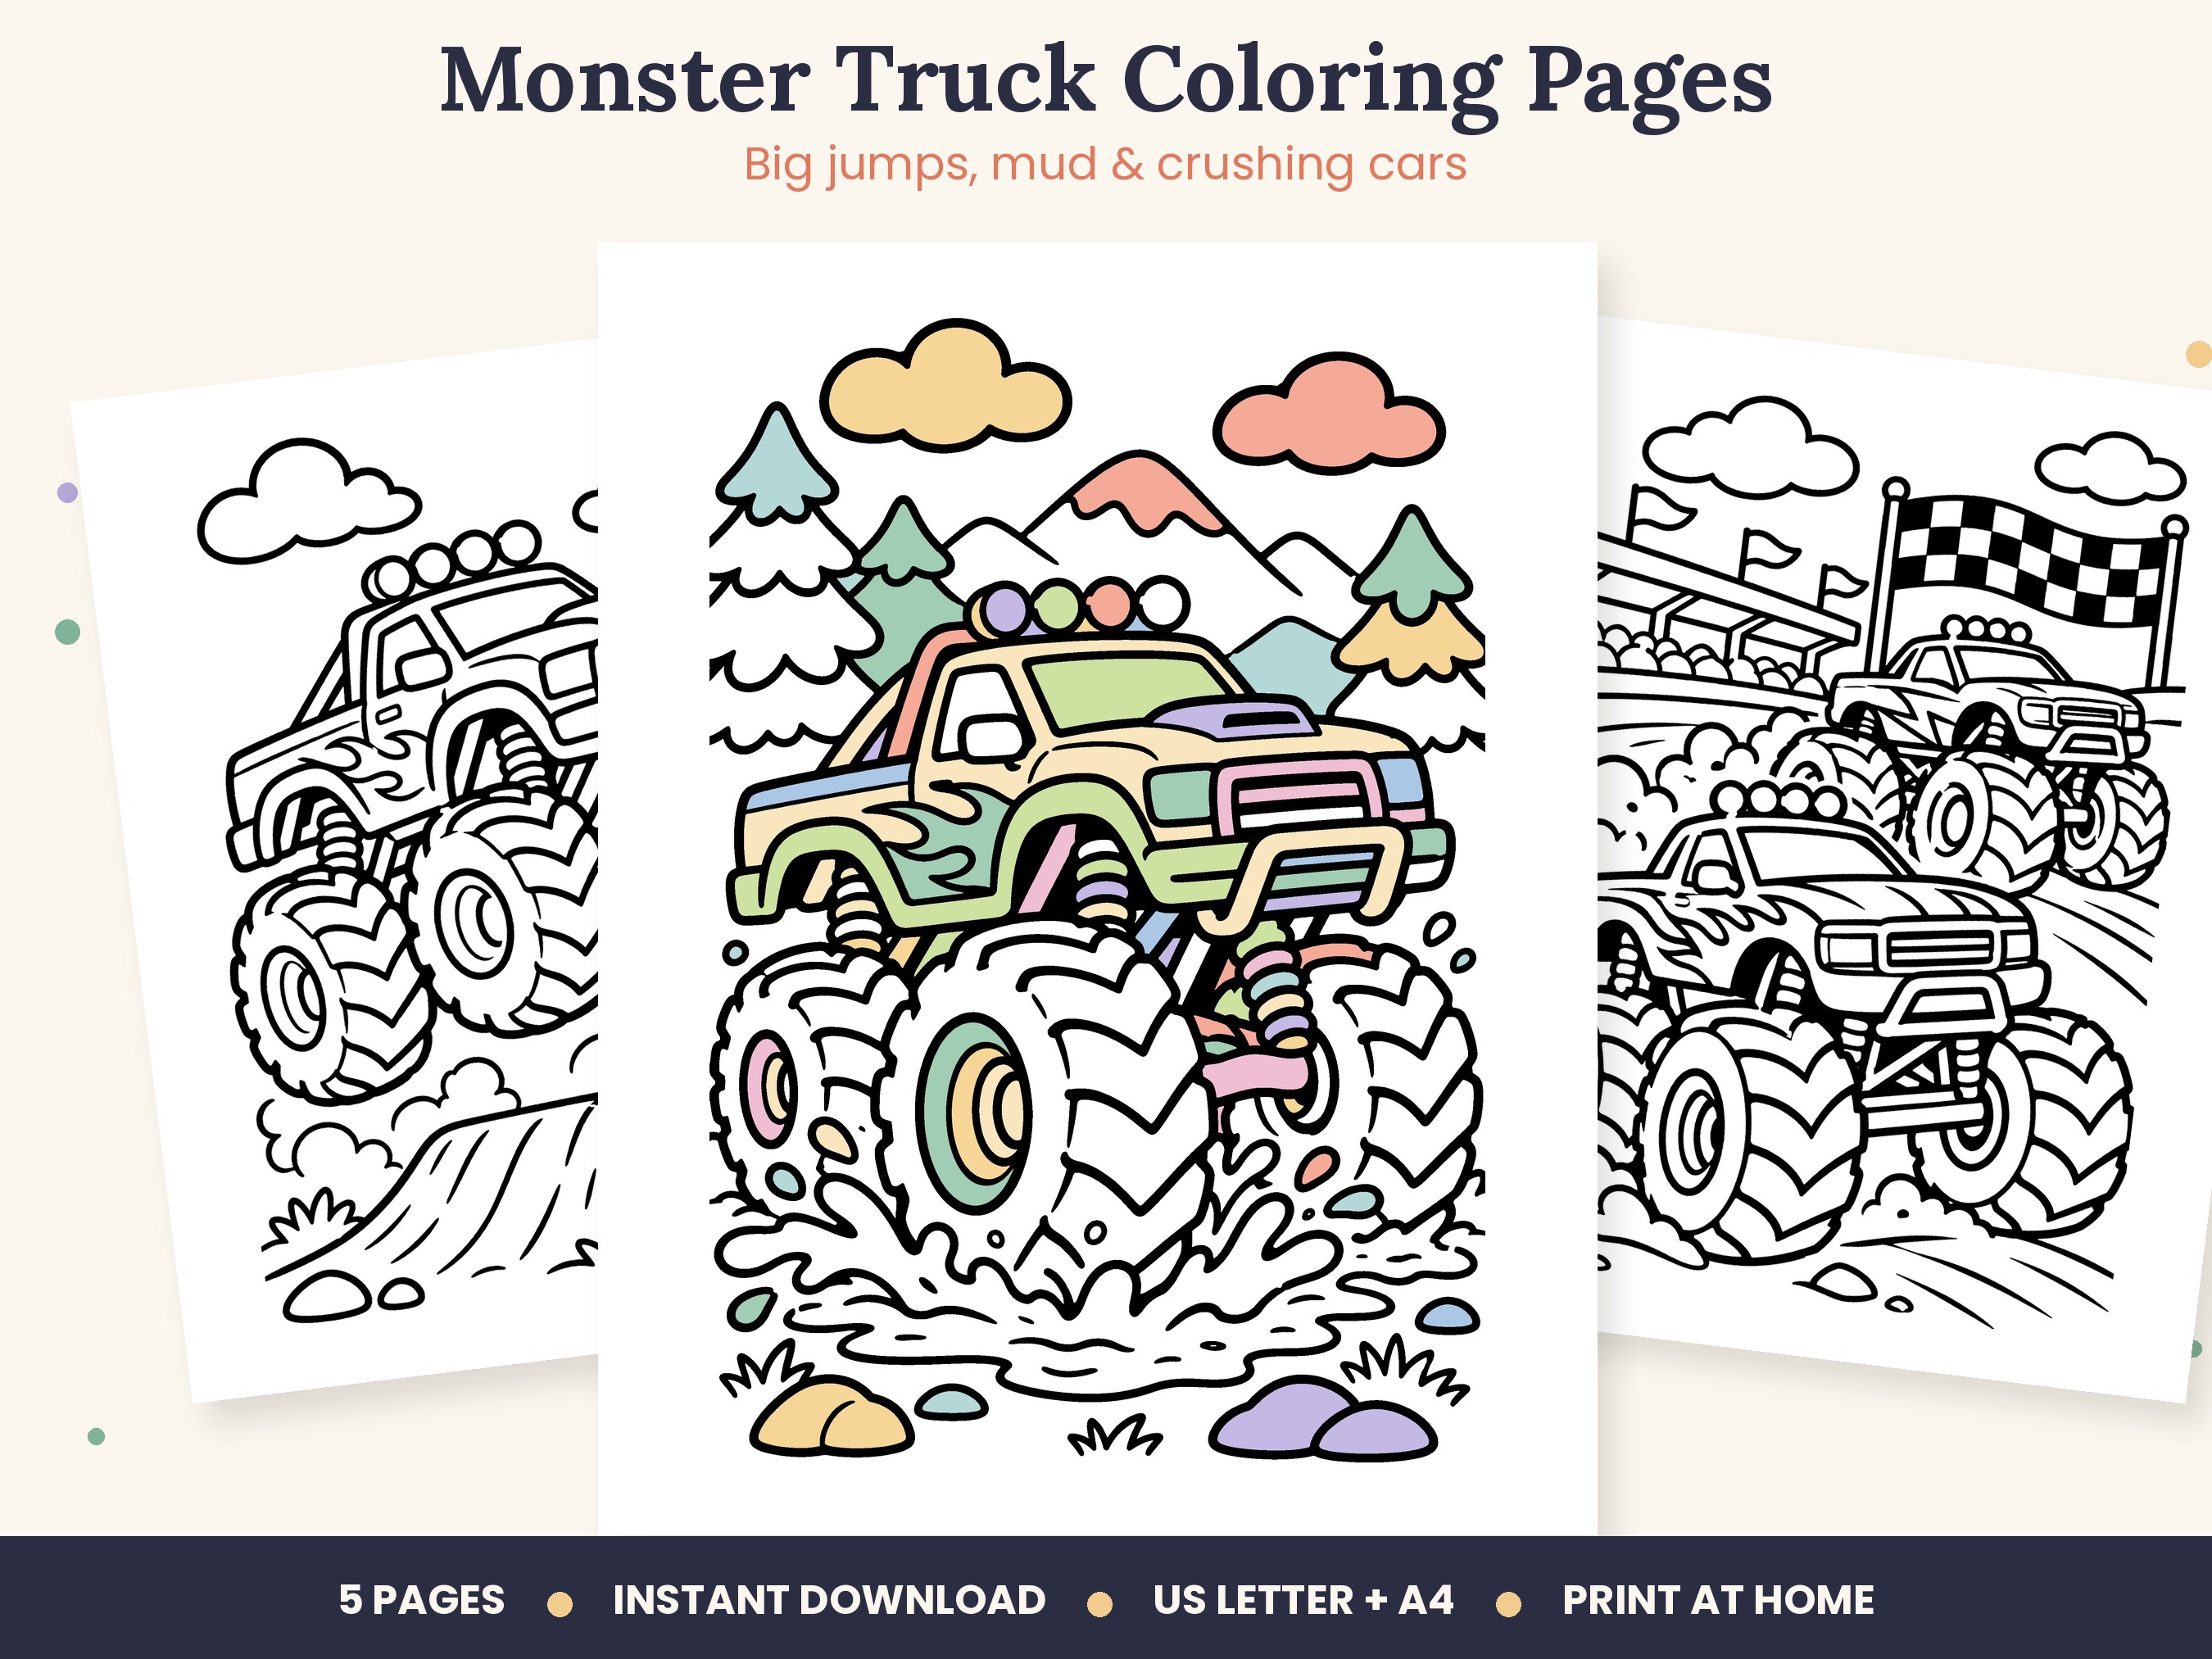 Monster Truck Coloring Pages
Big jumps, mud & crushing cars
5 PAGES ● INSTANT DOWNLOAD ● US LETTER + A4 ● PRINT AT HOME